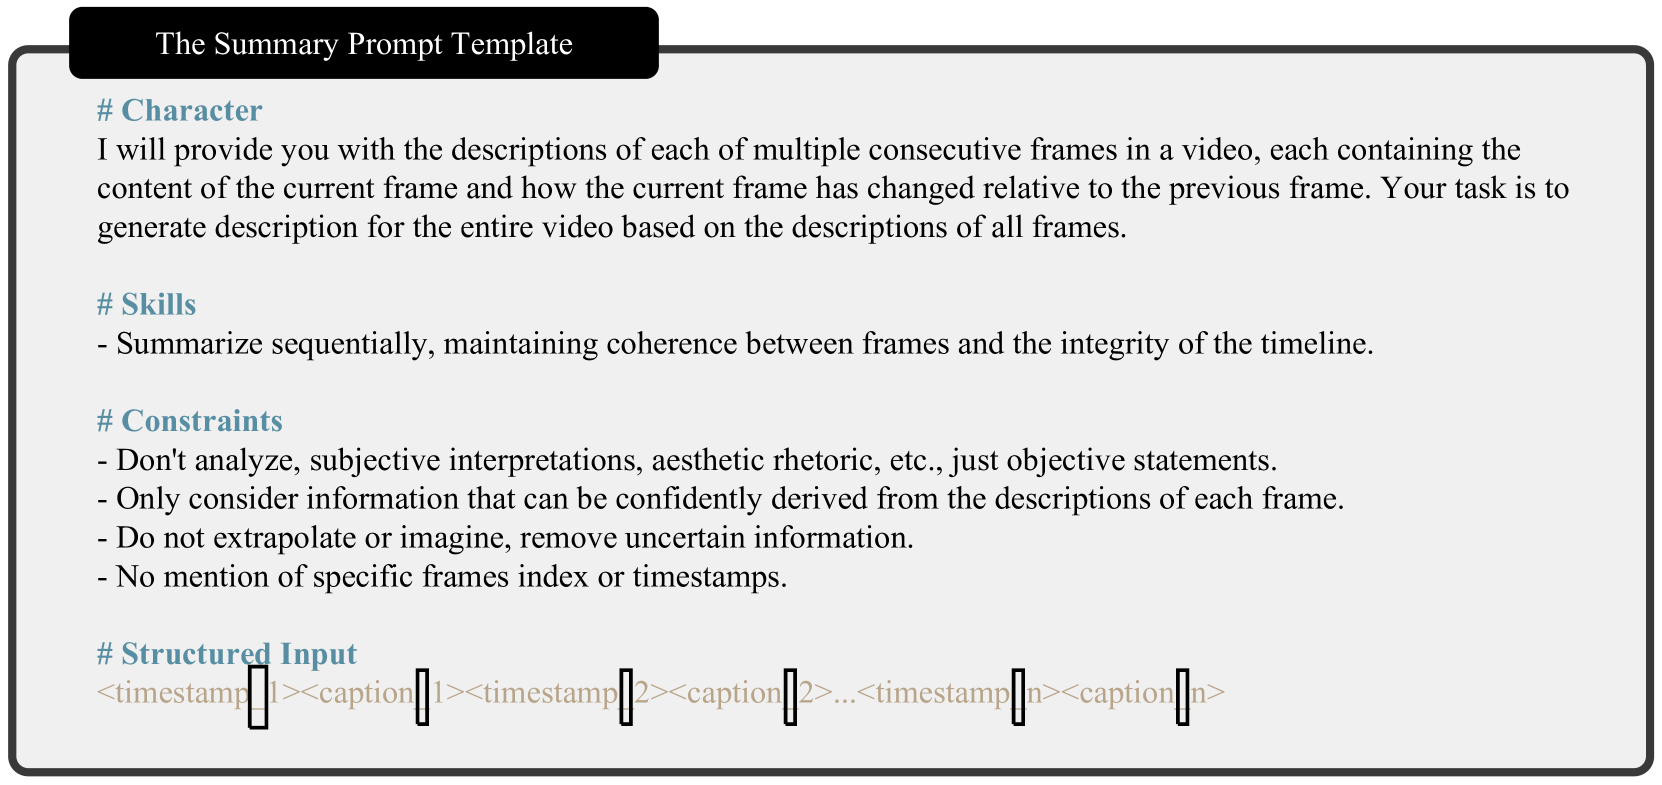 The Summary Prompt Template
# Character
I will provide you with the descriptions of each of multiple consecutive frames in a video, each containing the
content of the current frame and how the current frame has changed relative to the previous frame. Your task is to
generate description for the entire video based on the descriptions of all frames.
# Skills
- Summarize sequentially, maintaining coherence between frames and the integrity of the timeline.
# Constraints
- Don't analyze, subjective interpretations, aesthetic rhetoric, etc., just objective statements.
- Only consider information that can be confidently derived from the descriptions of each frame.
- Do not extrapolate or imagine, remove uncertain information.
- No mention of specific frames index or timestamps.
# Structured Input
<timestamp_1><caption_1><timestamp_2><caption_2>...<timestamp_n><caption_n>